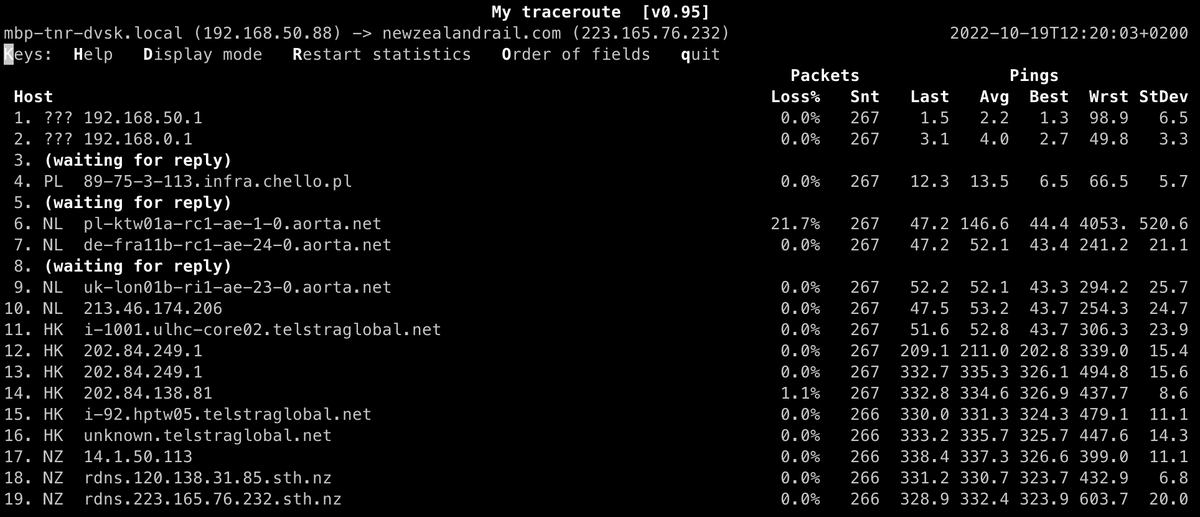 My traceroute [v0.95]
mbp-tnr-dvsk.local (192.168.50.88) -> newzealandrail.com (223.165.76.232) 2022-10-19T12:20:03+0200
Keys: Help Display mode Restart statistics Order of fields quit
Packets Pings
Host Loss% Snt Last Avg Best Wrst StDev
1. ??? 192.168.50.1 0.0% 267 1.5 2.2 1.3 98.9 6.5
2. ??? 192.168.0.1 0.0% 267 3.1 4.0 2.7 49.8 3.3
3. (waiting for reply)
4. PL 89-75-3-113.infra.chello.pl 0.0% 267 12.3 13.5 6.5 66.5 5.7
5. (waiting for reply)
6. NL pl-ktw01a-rc1-ae-1-0.aorta.net 21.7% 267 47.2 146.6 44.4 4053. 520.6
7. NL de-fra11b-rc1-ae-24-0.aorta.net 0.0% 267 47.2 52.1 43.4 241.2 21.1
8. (waiting for reply)
9. NL uk-lon01b-ri1-ae-23-0.aorta.net 0.0% 267 52.2 52.1 43.3 294.2 25.7
10. NL 213.46.174.206 0.0% 267 47.5 53.2 43.7 254.3 24.7
11. HK i-1001.ulhc-core02.telstraglobal.net 0.0% 267 51.6 52.8 43.7 306.3 23.9
12. HK 202.84.249.1 0.0% 267 209.1 211.0 202.8 339.0 15.4
13. HK 202.84.249.1 0.0% 267 332.7 335.3 326.1 494.8 15.6
14. HK 202.84.138.81 1.1% 267 332.8 334.6 326.9 437.7 8.6
15. HK i-92.hptw05.telstraglobal.net 0.0% 266 330.0 331.3 324.3 479.1 11.1
16. HK unknown.telstraglobal.net 0.0% 266 333.2 335.7 325.7 447.6 14.3
17. NZ 14.1.50.113 0.0% 266 338.4 337.3 326.6 399.0 11.1
18. NZ rdns.120.138.31.85.sth.nz 0.0% 266 331.2 330.7 323.7 432.9 6.8
19. NZ rdns.223.165.76.232.sth.nz 0.0% 266 328.9 332.4 323.9 603.7 20.0